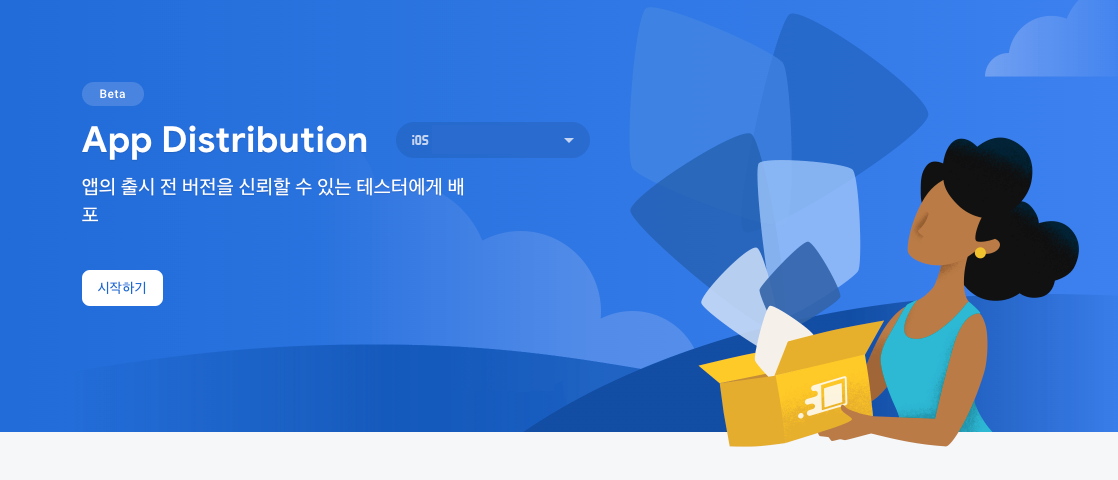 Beta
App Distribution
iOS
앱의 출시 전 버전을 신뢰할 수 있는 테스터에게 배
포
시작하기